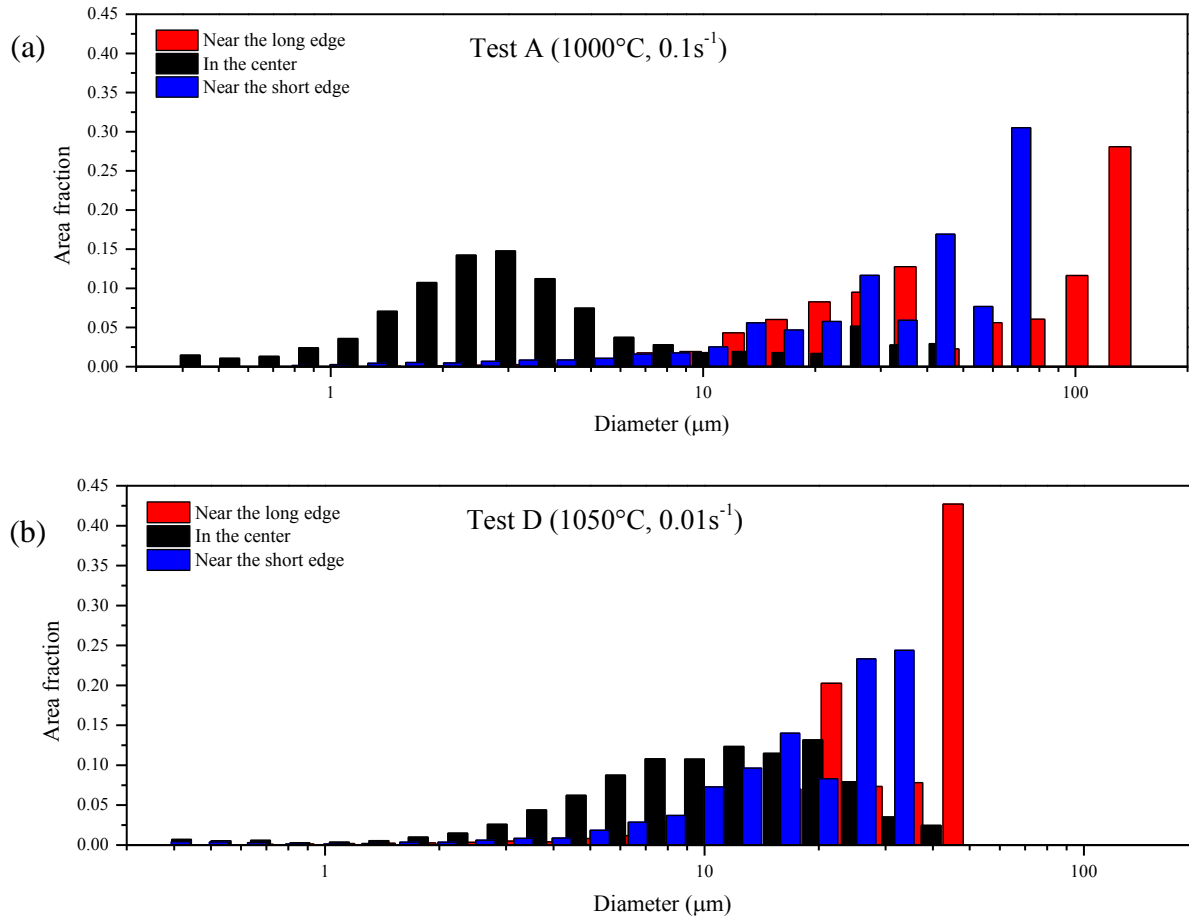 (a)
Test A (1000°C, 0.1s⁻¹)
Near the long edge
In the center
Near the short edge
Area fraction
0.45
0.40
0.35
0.30
0.25
0.20
0.15
0.10
0.05
0.00
1
10
100
Diameter (μm)
(b)
Test D (1050°C, 0.01s⁻¹)
Near the long edge
In the center
Near the short edge
Area fraction
0.45
0.40
0.35
0.30
0.25
0.20
0.15
0.10
0.05
0.00
1
10
100
Diameter (μm)